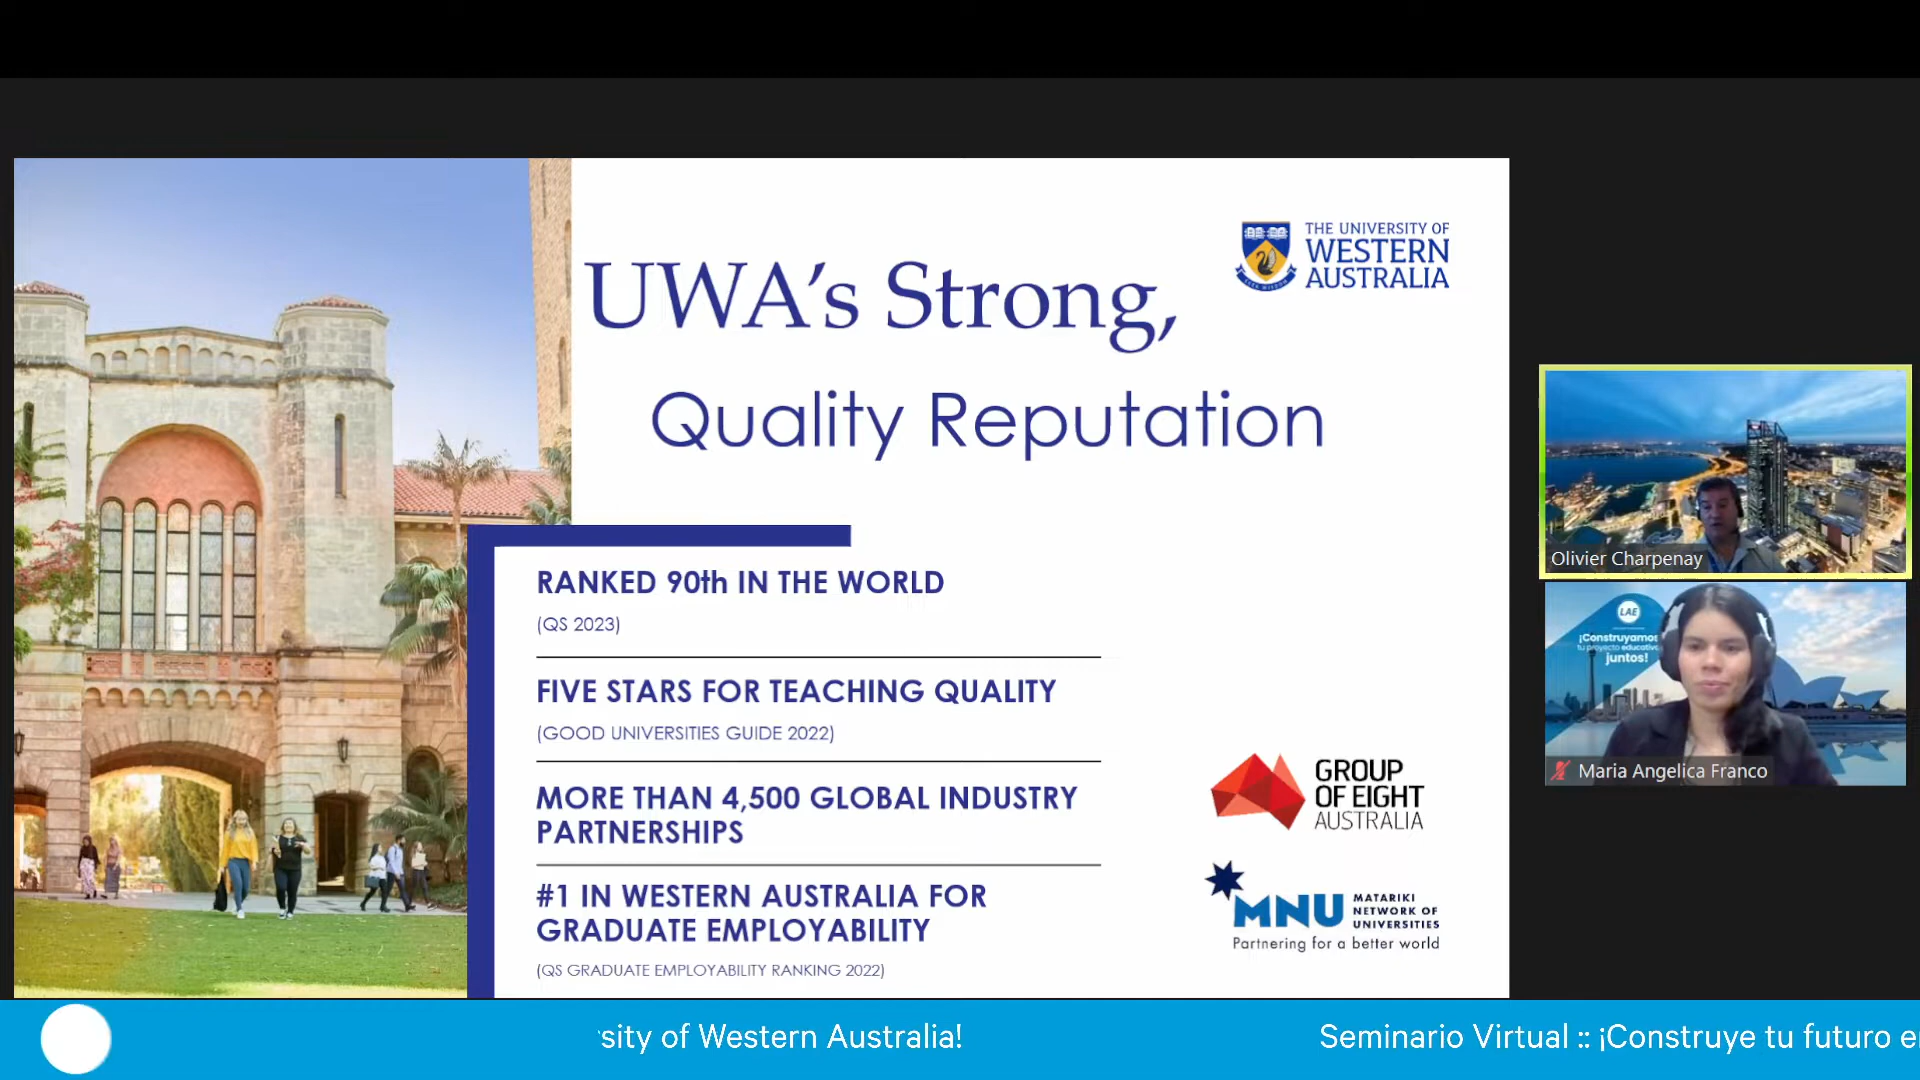 THE UNIVERSITY OF
WESTERN
AUSTRALIA
UWA's Strong,
Quality Reputation
RANKED 90th IN THE WORLD
(QS 2023)
FIVE STARS FOR TEACHING QUALITY
(GOOD UNIVERSITIES GUIDE 2022)
MORE THAN 4,500 GLOBAL INDUSTRY
PARTNERSHIPS
#1 IN WESTERN AUSTRALIA FOR
GRADUATE EMPLOYABILITY
(QS GRADUATE EMPLOYABILITY RANKING 2022)
GROUP
OF EIGHT
AUSTRALIA
MNU
MATARIKI
NETWORK OF
UNIVERSITIES
Partnering for a better world
Olivier Charpenay
LAE
¡Construyamos
tu proyecto educativo
juntos!
Maria Angelica Franco
sity of Western Australia!
Seminario Virtual :: ¡Construye tu futuro e